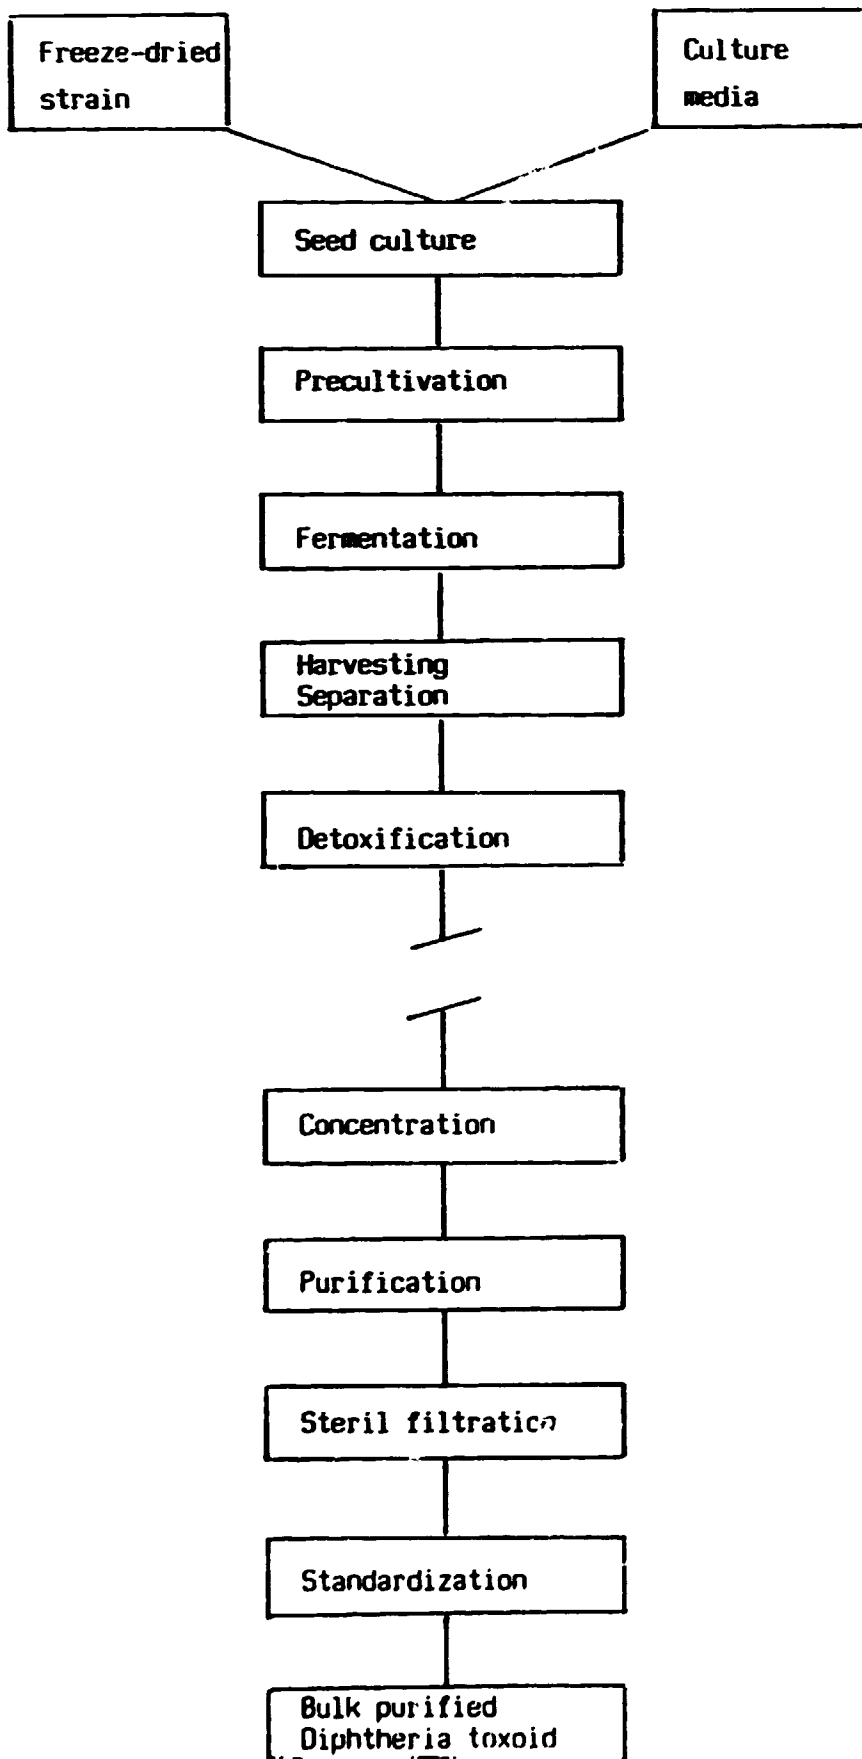 Freeze-dried
strain
Culture
media
Seed culture
Precultivation
Fermentation
Harvesting
Separation
Detoxification
Concentration
Purification
Steril filtration
Standardization
Bulk purified
Diphtheria toxoid